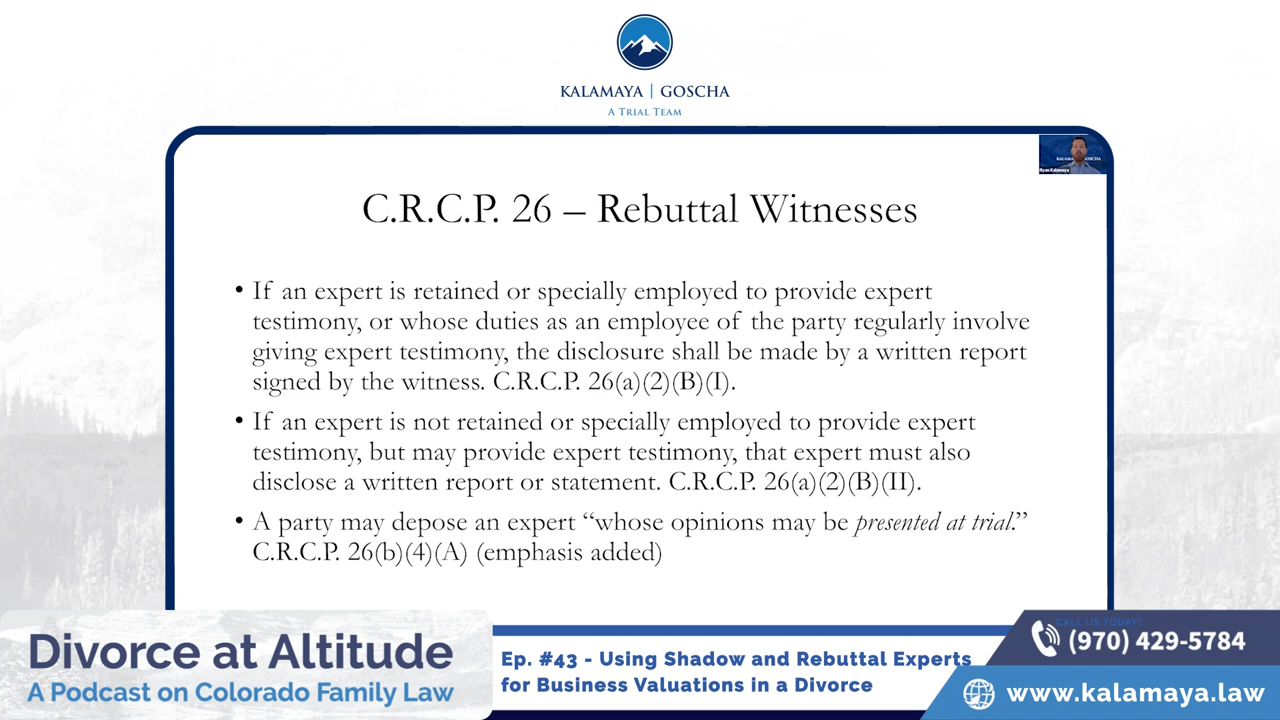 KALAMAYA | GOSCHA
A TRIAL TEAM
KALAMAYA GOSCHA
Ryan Kalamaya
C.R.C.P. 26 – Rebuttal Witnesses
• If an expert is retained or specially employed to provide expert
testimony, or whose duties as an employee of the party regularly involve
giving expert testimony, the disclosure shall be made by a written report
signed by the witness. C.R.C.P. 26(a)(2)(B)(I).
• If an expert is not retained or specially employed to provide expert
testimony, but may provide expert testimony, that expert must also
disclose a written report or statement. C.R.C.P. 26(a)(2)(B)(II).
• A party may depose an expert “whose opinions may be presented at trial.”
C.R.C.P. 26(b)(4)(A) (emphasis added)
Divorce at Altitude
A Podcast on Colorado Family Law
Ep. #43 - Using Shadow and Rebuttal Experts
for Business Valuations in a Divorce
CALL US TODAY!
(970) 429-5784
www.kalamaya.law